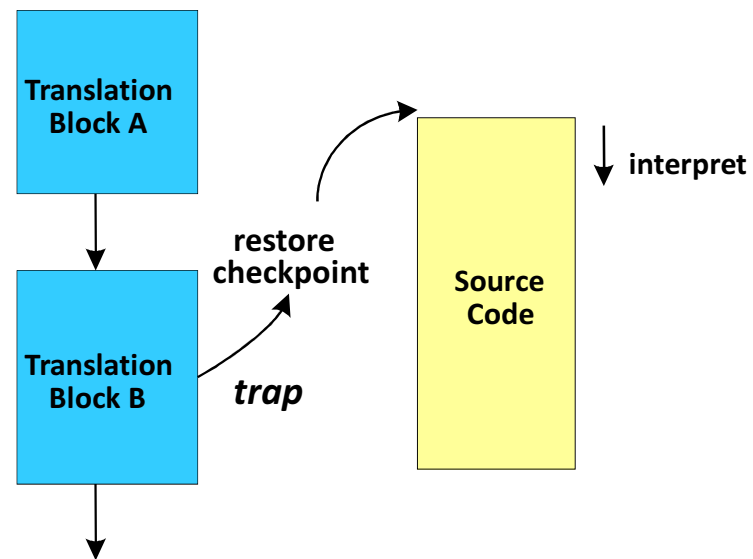 Translation
Block A
restore
checkpoint
Translation
Block B
trap
Source
Code
interpret